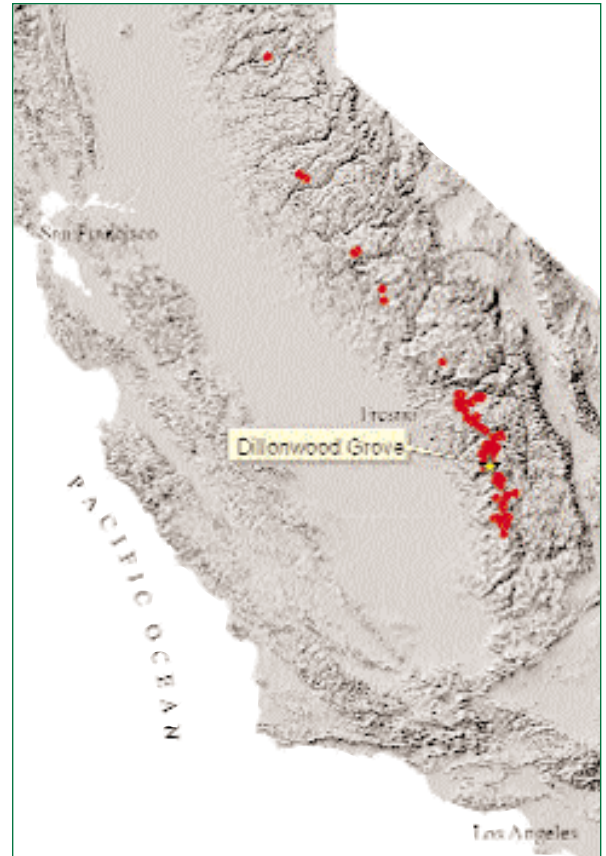 San Francisco
Fresno
Dillonwood Grove
PACIFIC OCEAN
Los Angeles